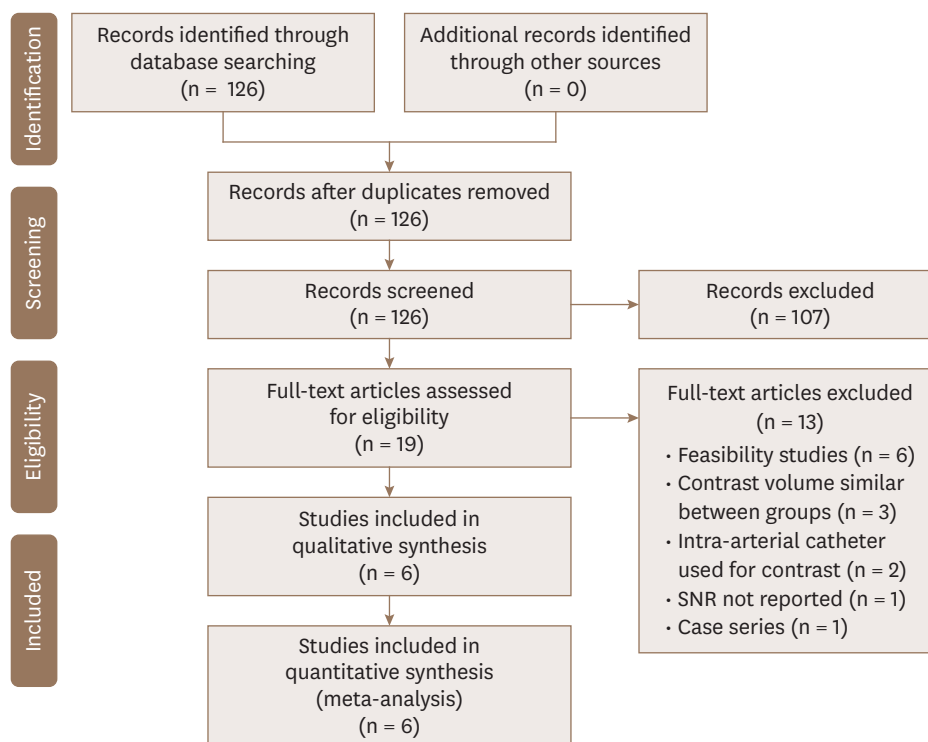 Identification
Records identified through
database searching
(n = 126)
Additional records identified
through other sources
(n = 0)
Screening
Records after duplicates removed
(n = 126)
Records screened
(n = 126)
Records excluded
(n = 107)
Eligibility
Full-text articles assessed
for eligibility
(n = 19)
Full-text articles excluded
(n = 13)
• Feasibility studies (n = 6)
• Contrast volume similar
between groups (n = 3)
• Intra-arterial catheter
used for contrast (n = 2)
• SNR not reported (n = 1)
• Case series (n = 1)
Included
Studies included in
qualitative synthesis
(n = 6)
Studies included in
quantitative synthesis
(meta-analysis)
(n = 6)